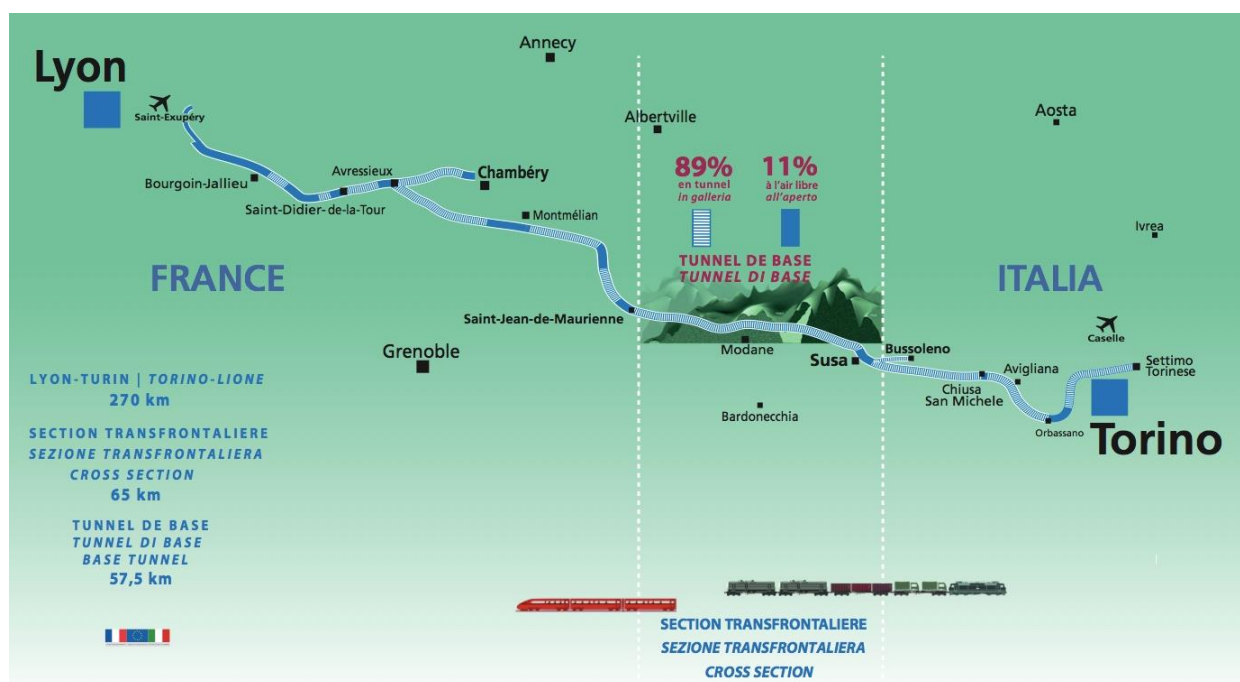 Annecy
Lyon
Saint-Exupéry
Albertville
Aosta
Bourgoin-Jallieu
Avressieux
Chambéry
Saint-Didier-de-la-Tour
Montmélian
89%
en tunnel
in galleria
11%
à l'air libre
all'aperto
TUNNEL DE BASE
TUNNEL DI BASE
Ivrea
FRANCE
ITALIA
Saint-Jean-de-Maurienne
Grenoble
Modane
Susa
Bussoleno
Caselle
Bardonecchia
Chiusa
San Michele
Avigliana
Settimo
Torinese
Orbassano
Torino
LYON-TURIN | TORINO-LIONE
270 km
SECTION TRANSFRONTALIERE
SEZIONE TRANSFRONTALIERA
CROSS SECTION
65 km
TUNNEL DE BASE
TUNNEL DI BASE
BASE TUNNEL
57,5 km
SECTION TRANSFRONTALIERE
SEZIONE TRANSFRONTALIERA
CROSS SECTION